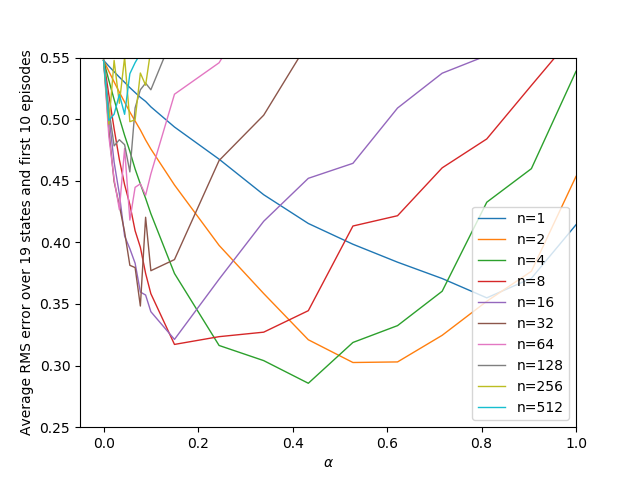 0.55
0.50
0.45
0.40
0.35
0.30
0.25
Average RMS error over 19 states and first 10 episodes
0.0
0.2
0.4
0.6
0.8
1.0
α
n=1
n=2
n=4
n=8
n=16
n=32
n=64
n=128
n=256
n=512